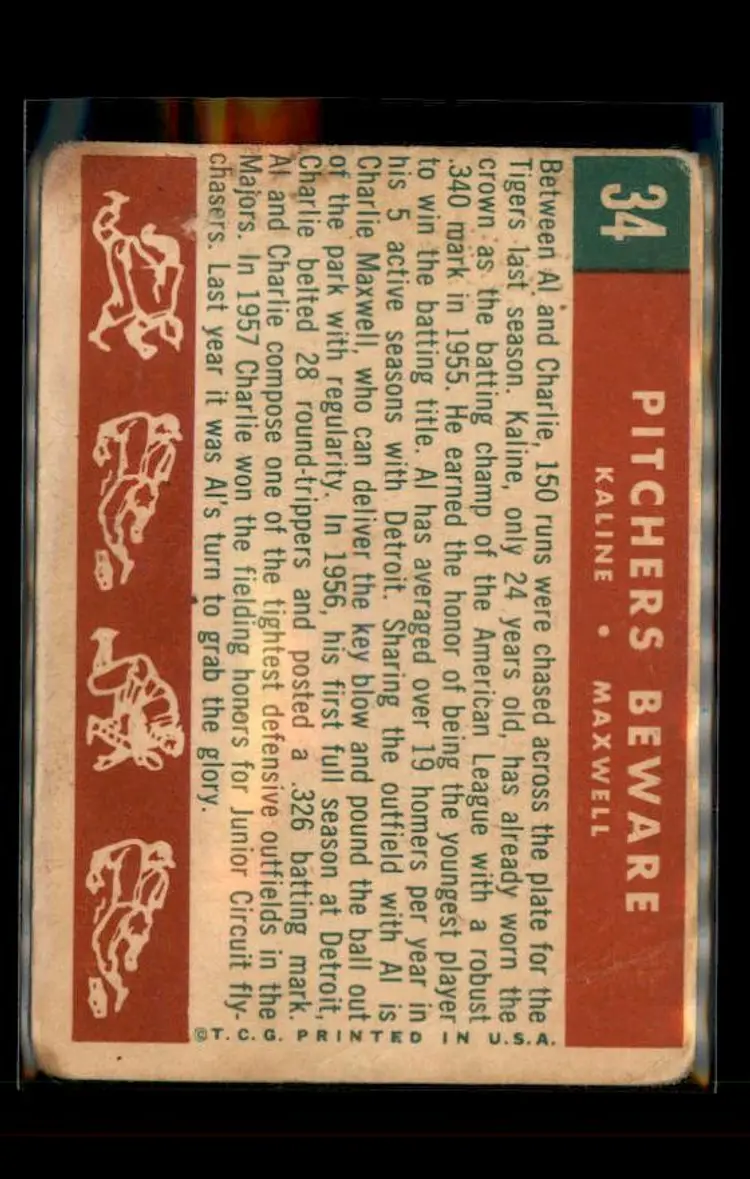 34
PITCHERS BEWARE
KALINE • MAXWELL
Between Al and Charlie, 150 runs were chased across the plate for the
Tigers last season. Kaline, only 24 years old, has already worn the
crown as the batting champ of the American League with a robust
.340 mark in 1955. He earned the honor of being the youngest player
to win the batting title. Al has averaged over 19 homers per year in
his 5 active seasons with Detroit. Sharing the outfield with Al is
Charlie Maxwell, who can deliver the key blow and pound the ball out
of the park with regularity. In 1956, his first full season at Detroit,
Charlie belted 28 round-trippers and posted a .326 batting mark.
Al and Charlie compose one of the tightest defensive outfields in the
Majors. In 1957 Charlie won the fielding honors for Junior Circuit fly-
chasers. Last year it was Al's turn to grab the glory.
©T.C.G. PRINTED IN U.S.A.